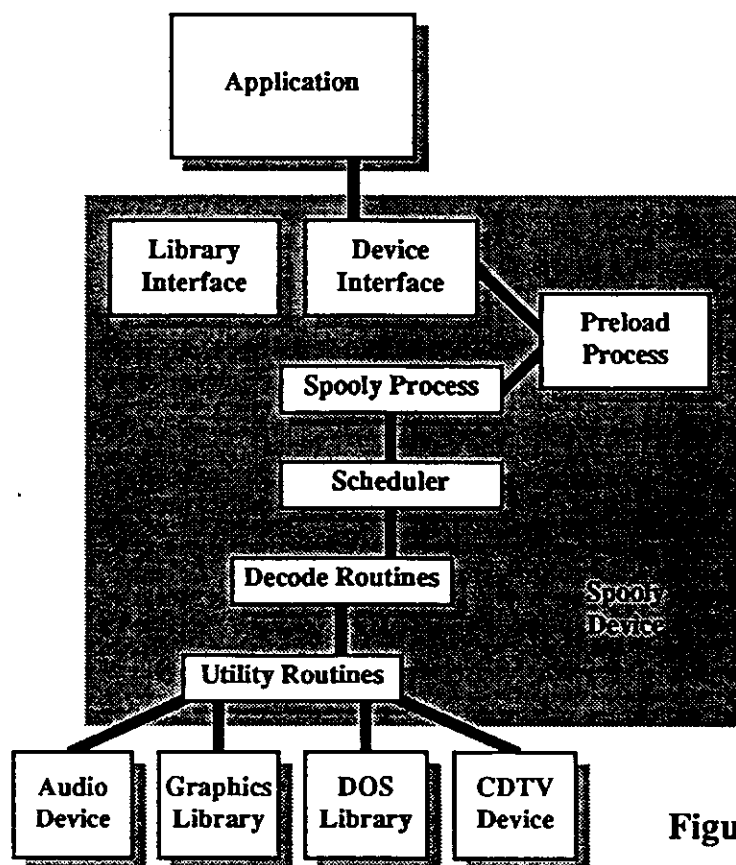 Application
Library
Interface
Device
Interface
Preload
Process
Spooly Process
Scheduler
Decode Routines
Spooly
Device
Utility Routines
Audio
Device
Graphics
Library
DOS
Library
CDTV
Device
Figu